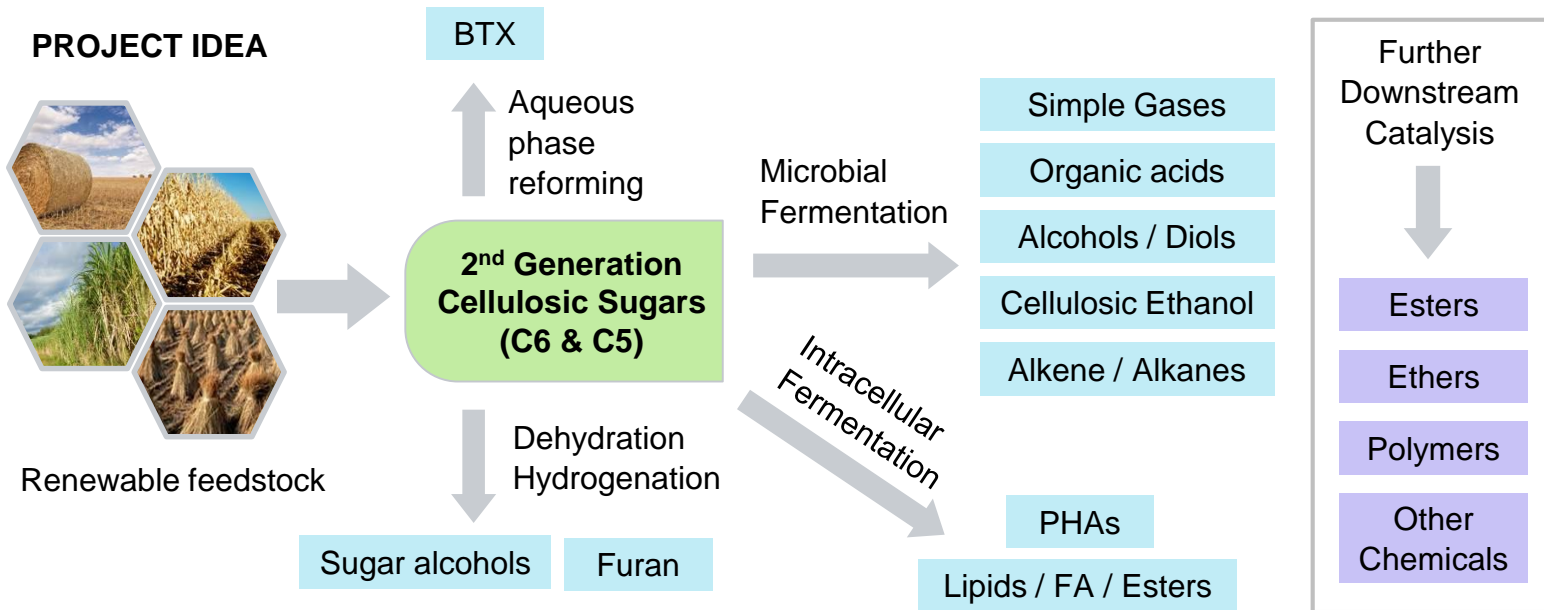 PROJECT IDEA
Renewable feedstock
BTX
Aqueous
phase
reforming
2nd Generation
Cellulosic Sugars
(C6 & C5)
Dehydration
Hydrogenation
Sugar alcohols
Furan
Microbial
Fermentation
Simple Gases
Organic acids
Alcohols / Diols
Cellulosic Ethanol
Alkene / Alkanes
Intracellular
Fermentation
PHAs
Lipids / FA / Esters
Further
Downstream
Catalysis
Esters
Ethers
Polymers
Other
Chemicals